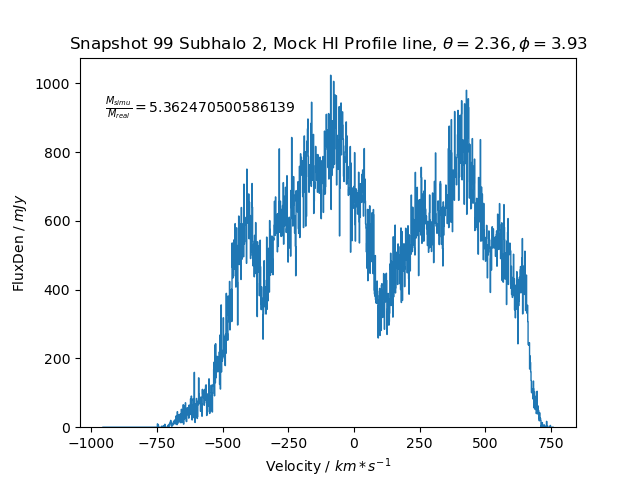 Snapshot 99 Subhalo 2, Mock HI Profile line, θ = 2.36, ϕ = 3.93
M_simu/M_real = 5.362470500586139
FluxDen / mJy
1000
800
600
400
200
0
−1000 −750 −500 −250 0 250 500 750
Velocity / km * s⁻¹